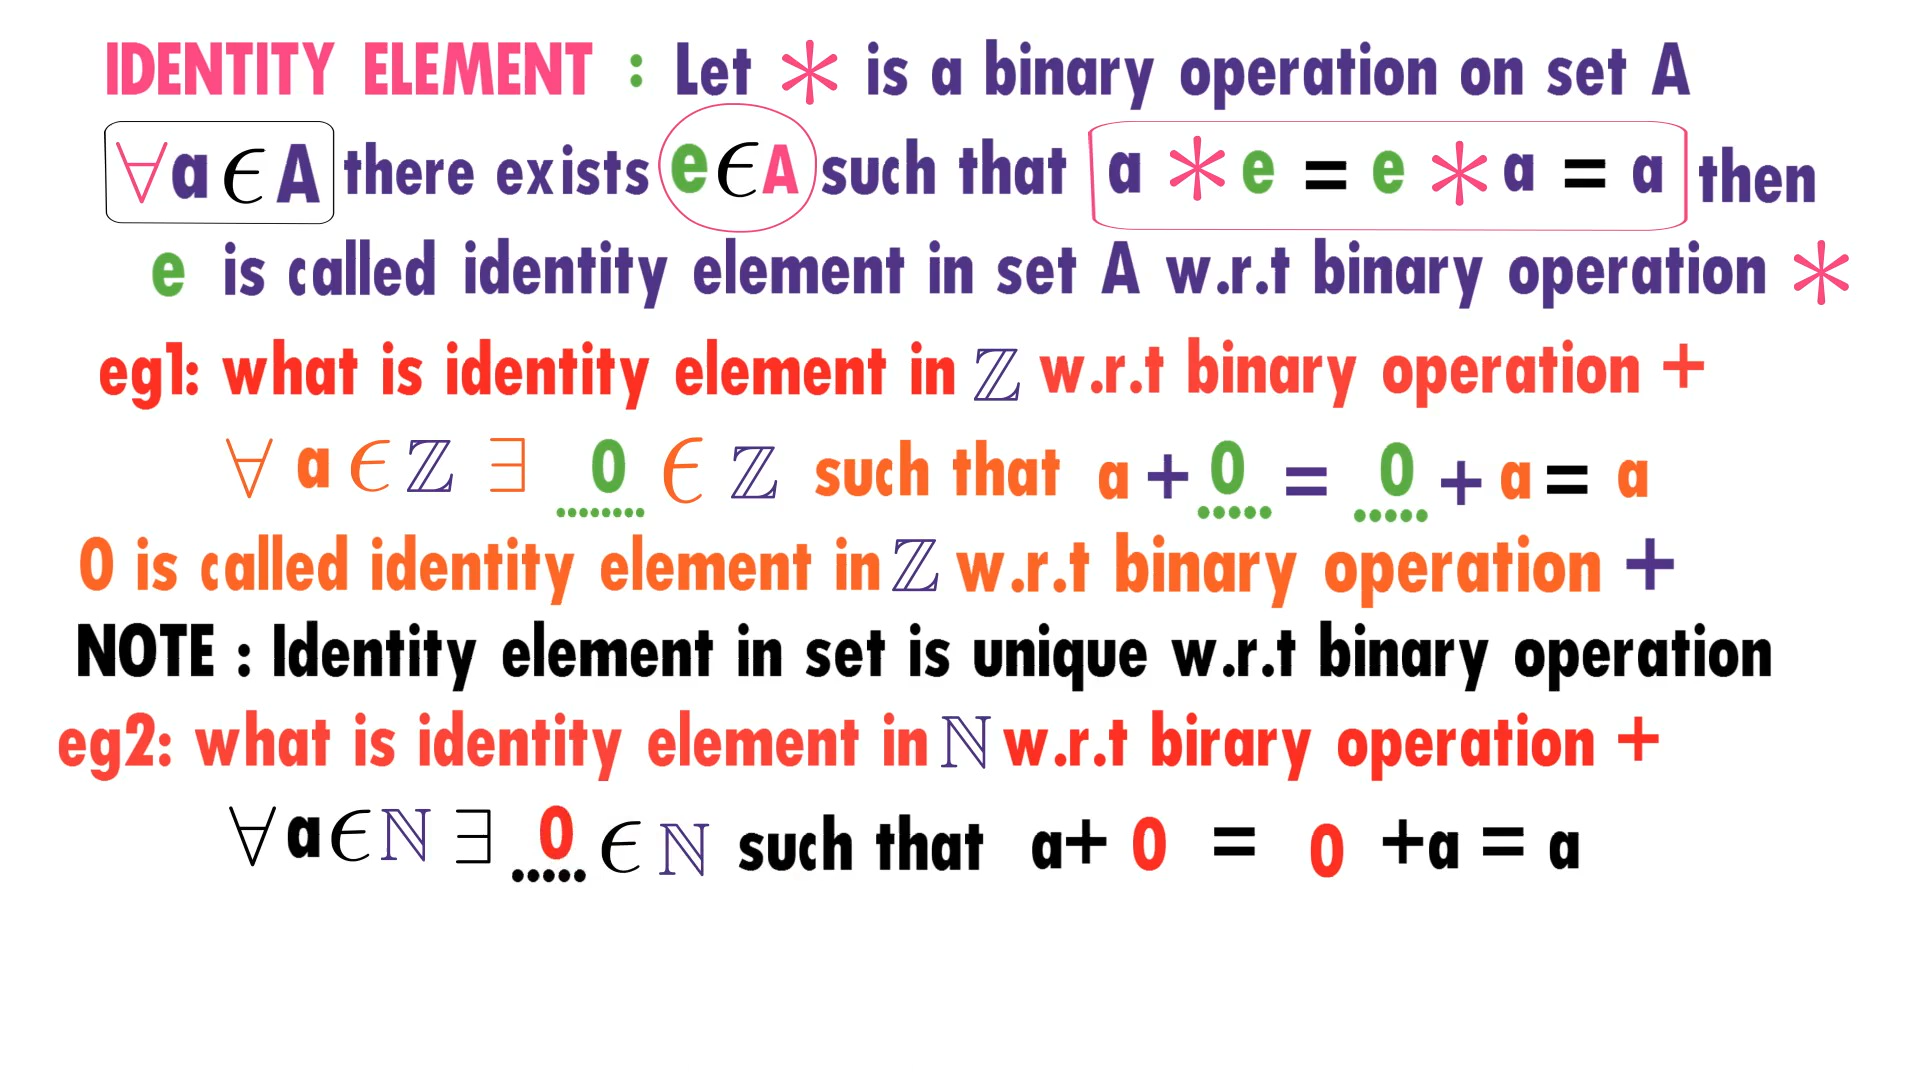 IDENTITY ELEMENT : Let * is a binary operation on set A
∀a ∈ A there exists e ∈ A such that a * e = e * a = a then
e is called identity element in set A w.r.t binary operation *
eg1: what is identity element in ℤ w.r.t binary operation +
∀ a ∈ ℤ ∃ 0 ∈ ℤ such that a + 0 = 0 + a = a
0 is called identity element in ℤ w.r.t binary operation +
NOTE : Identity element in set is unique w.r.t binary operation
eg2: what is identity element in ℕ w.r.t birary operation +
∀ a ∈ ℕ ∃ 0 ∈ ℕ such that a+ 0 = 0 +a = a